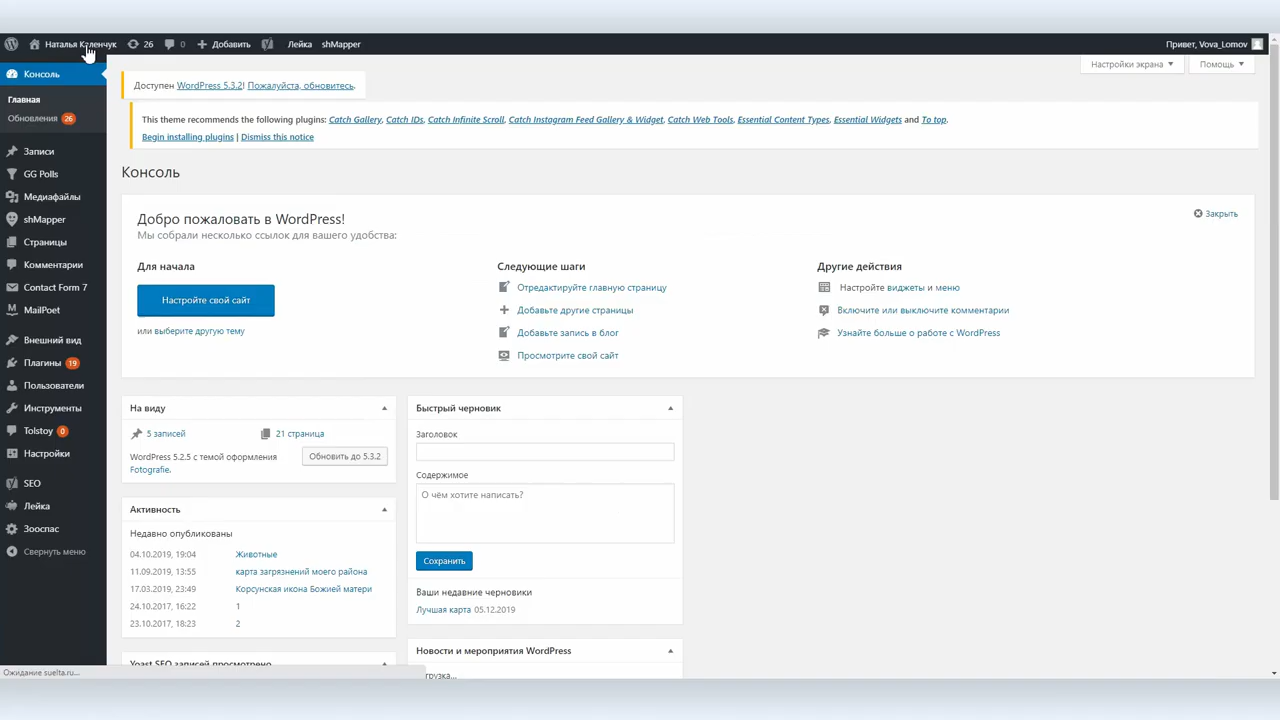 Наталья Каленчук 26 0 Добавить Лейка shMapper Привет, Vova_Lomov
Настройки экрана Помощь
Консоль
Главная
Обновления 26
Записи
GG Polls
Медиафайлы
shMapper
Страницы
Комментарии
Contact Form 7
MailPoet
Внешний вид
Плагины 19
Пользователи
Инструменты
Tolstoy 0
Настройки
SEO
Лейка
Зооспас
Свернуть меню
Доступен WordPress 5.3.2! Пожалуйста, обновитесь.
This theme recommends the following plugins: Catch Gallery, Catch IDs, Catch Infinite Scroll, Catch Instagram Feed Gallery & Widget, Catch Web Tools, Essential Content Types, Essential Widgets and To top.
Begin installing plugins | Dismiss this notice
Консоль
Добро пожаловать в WordPress!
Закрыть
Мы собрали несколько ссылок для вашего удобства:
Для начала
Настройте свой сайт
или выберите другую тему
Следующие шаги
Отредактируйте главную страницу
Добавьте другие страницы
Добавьте запись в блог
Просмотрите свой сайт
Другие действия
Настройте виджеты и меню
Включите или выключите комментарии
Узнайте больше о работе с WordPress
На виду
5 записей 21 страница
WordPress 5.2.5 с темой оформления
Fotografie.
Обновить до 5.3.2
Активность
Недавно опубликованы
04.10.2019, 19:04 Животные
11.09.2019, 13:55 карта загрязнений моего района
17.03.2019, 23:49 Корсунская икона Божией матери
24.10.2017, 16:22 1
23.10.2017, 18:23 2
Yoast SEO записей просмотрено
Быстрый черновик
Заголовок
Содержимое
О чём хотите написать?
Сохранить
Ваши недавние черновики
Лучшая карта 05.12.2019
Новости и мероприятия WordPress
грузка...
Ожидание suelta.ru...